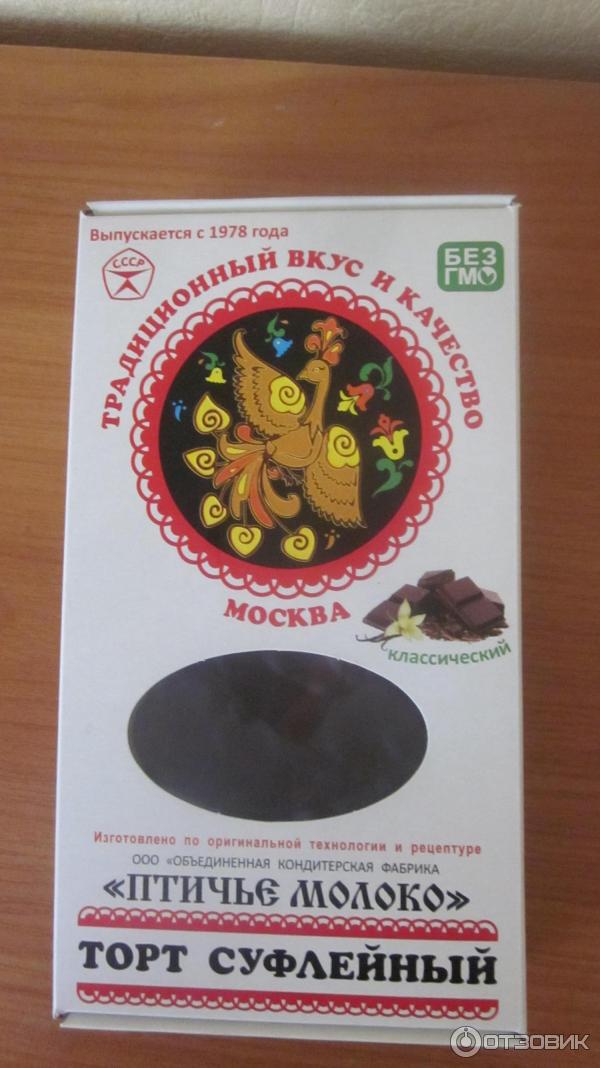 Выпускается с 1978 года
СССР
БЕЗ
ГМО
ТРАДИЦИОННЫЙ ВКУС И КАЧЕСТВО
МОСКВА
классический
Изготовлено по оригинальной технологии и рецептуре
ООО «ОБЪЕДИНЕННАЯ КОНДИТЕРСКАЯ ФАБРИКА
«ПТИЧЬЕ МОЛОКО»
ТОРТ СУФЛЕЙНЫЙ
ОТЗОВИК